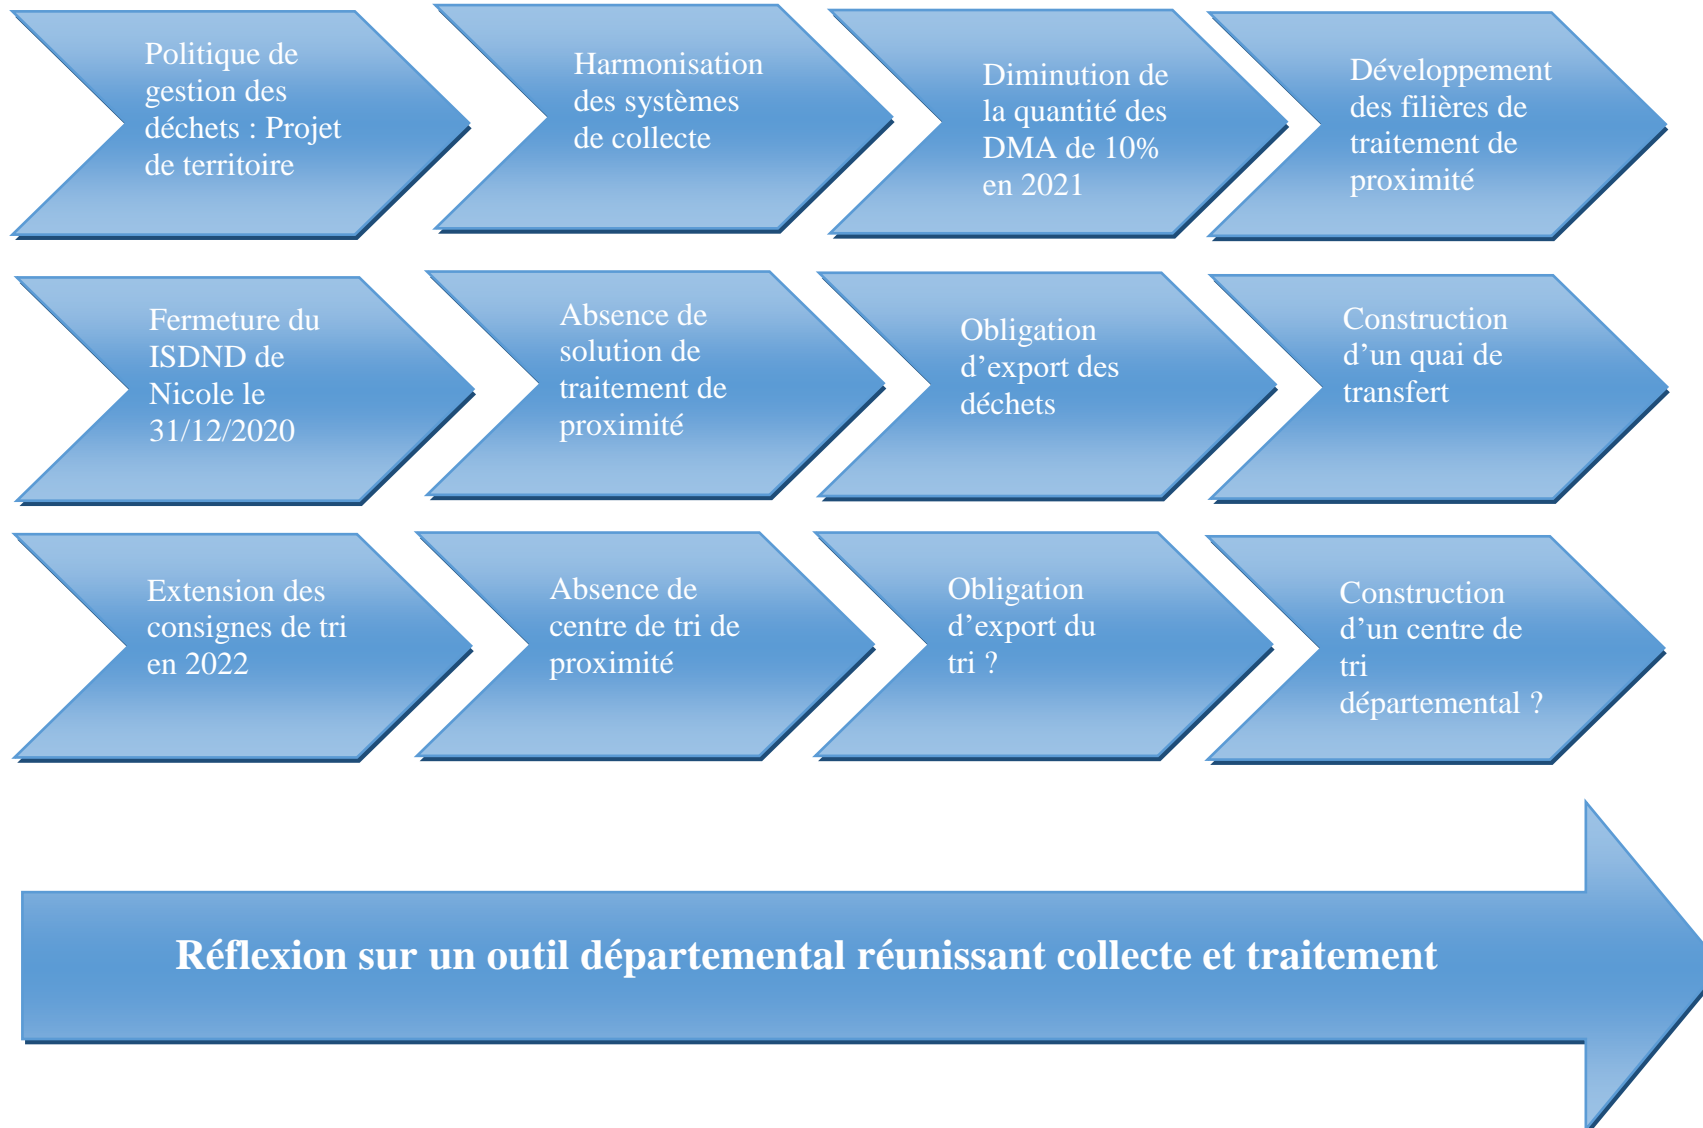 Politique de
gestion des
déchets : Projet
de territoire
Harmonisation
des systèmes
de collecte
Diminution de
la quantité des
DMA de 10%
en 2021
Développement
des filières de
traitement de
proximité
Fermeture du
ISDND de
Nicole le
31/12/2020
Absence de
solution de
traitement de
proximité
Obligation
d’export des
déchets
Construction
d’un quai de
transfert
Extension des
consignes de tri
en 2022
Absence de
centre de tri de
proximité
Obligation
d’export du
tri ?
Construction
d’un centre de
tri
départemental ?
Réflexion sur un outil départemental réunissant collecte et traitement